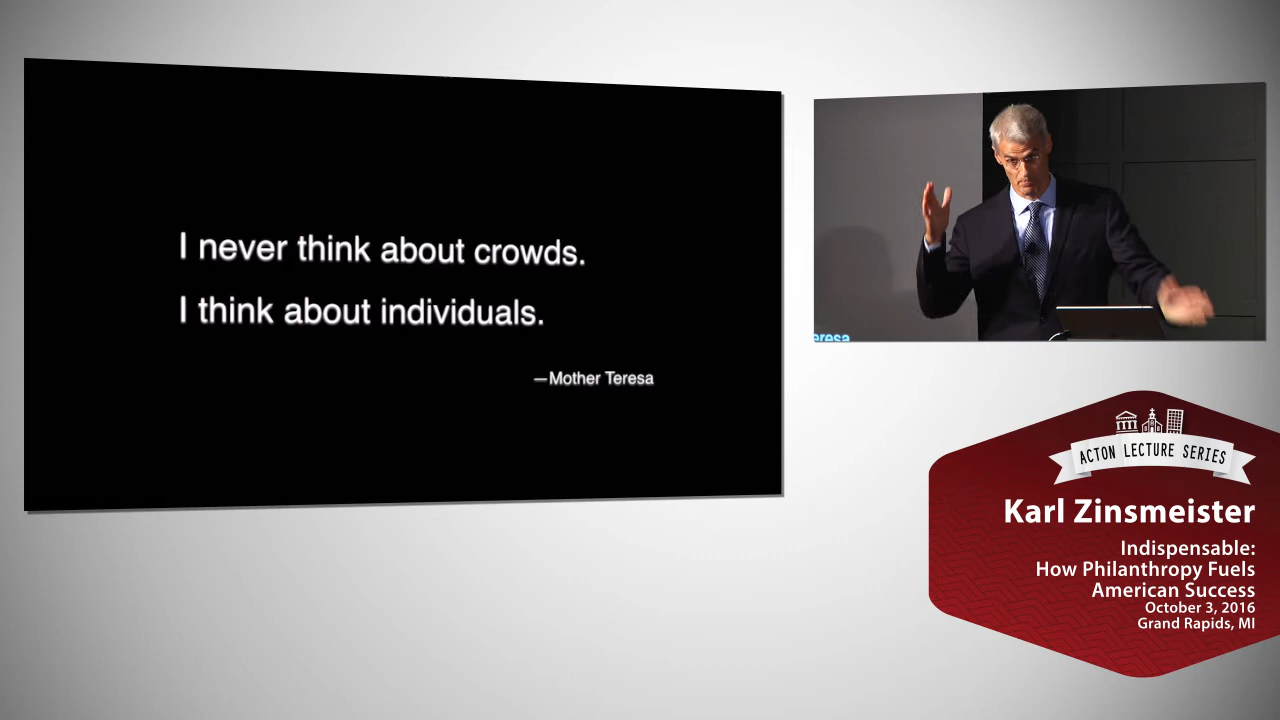 I never think about crowds.
I think about individuals.
—Mother Teresa
eresa
ACTON LECTURE SERIES
Karl Zinsmeister
Indispensable:
How Philanthropy Fuels
American Success
October 3, 2016
Grand Rapids, MI